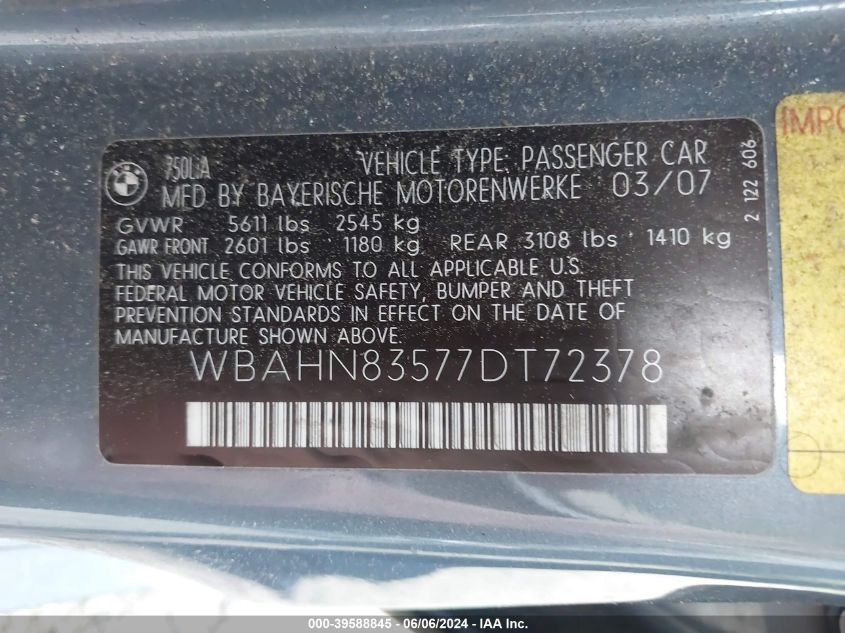 BMW
750LiA VEHICLE TYPE: PASSENGER CAR
MFD BY BAYERISCHE MOTORENWERKE 03/07
GVWR 5611 lbs 2545 kg
GAWR FRONT 2601 lbs 1180 kg REAR 3108 lbs 1410 kg
THIS VEHICLE CONFORMS TO ALL APPLICABLE U.S.
FEDERAL MOTOR VEHICLE SAFETY, BUMPER AND THEFT
PREVENTION STANDARDS IN EFFECT ON THE DATE OF
MANUFACTURE SHOWN ABOVE.
WBAHN83577DT72378
2 122 606
IMPO
000-39588845 - 06/06/2024 - IAA Inc.